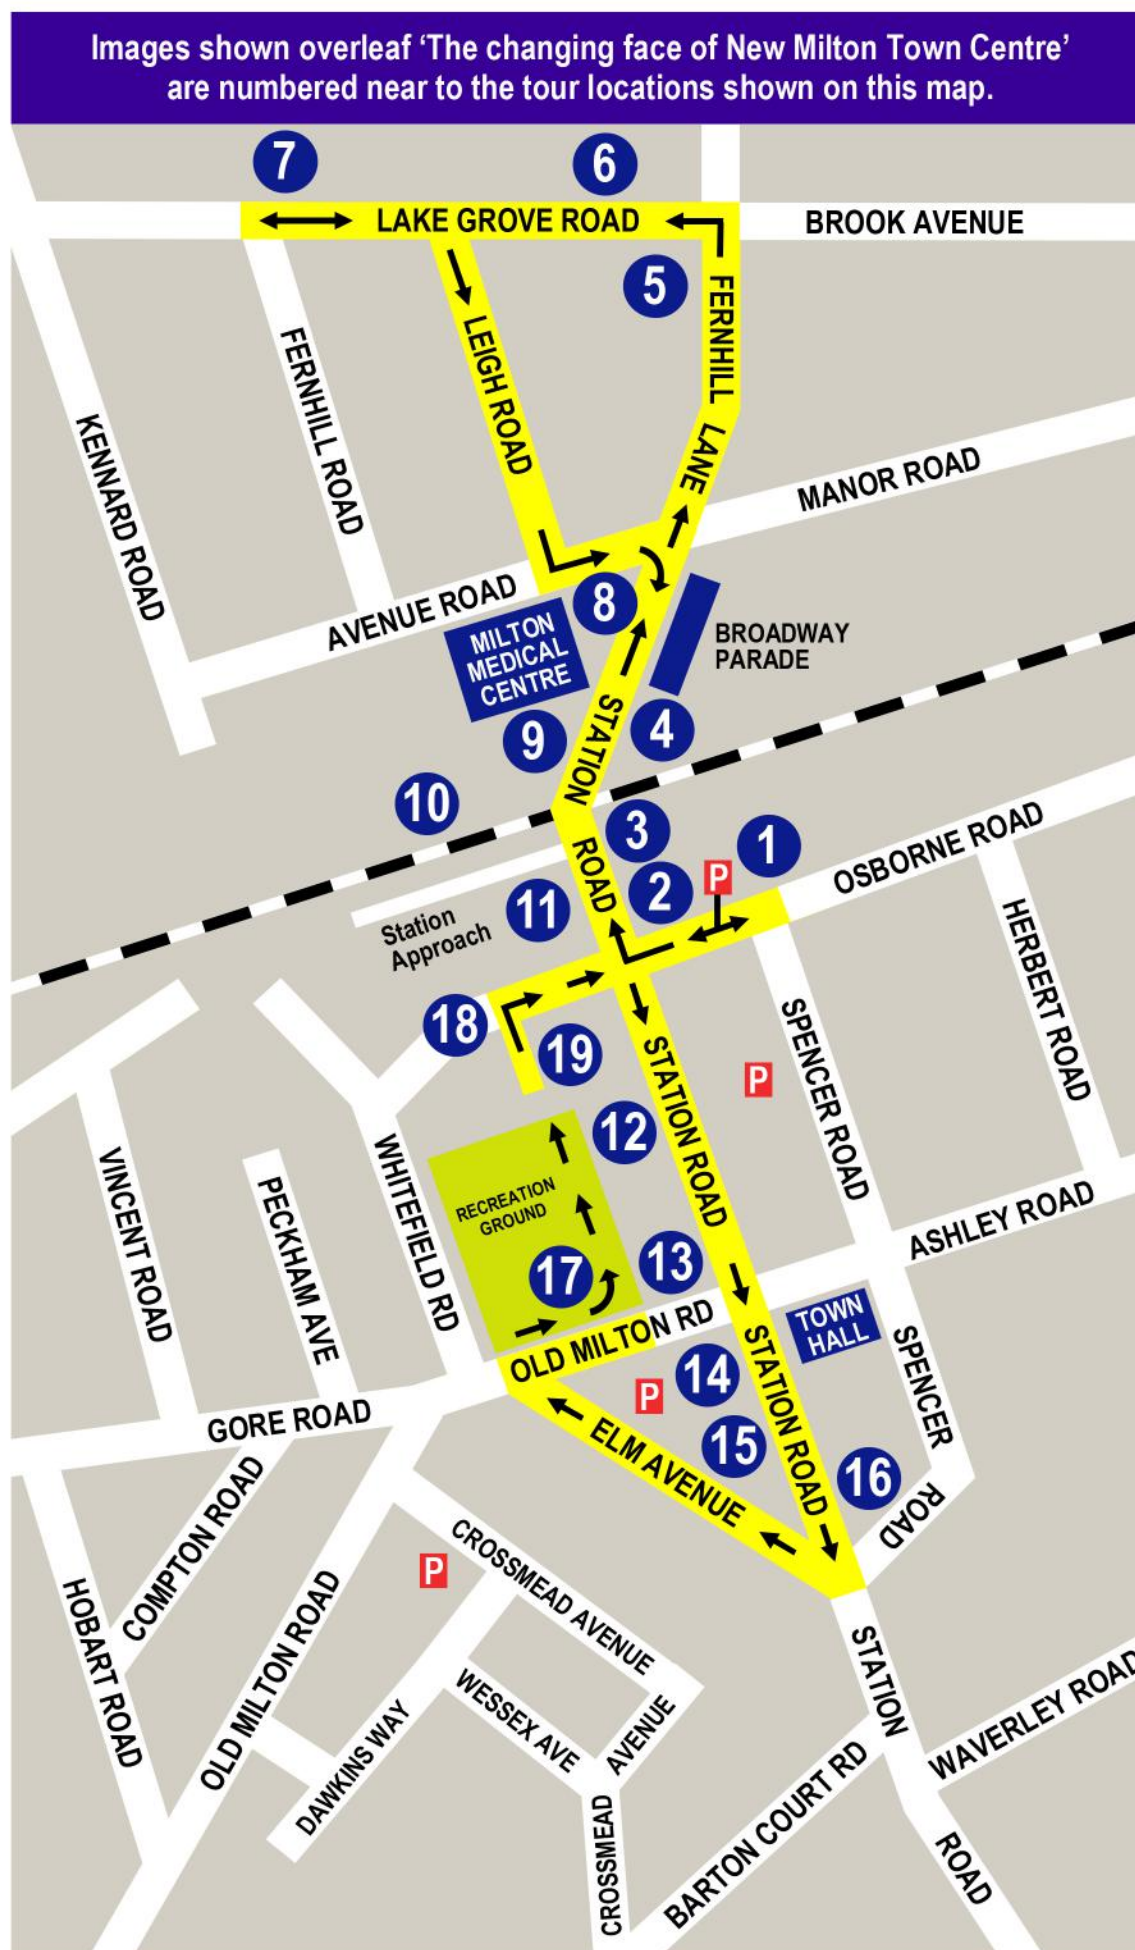 Images shown overleaf ‘The changing face of New Milton Town Centre’
are numbered near to the tour locations shown on this map.
7
6
LAKE GROVE ROAD
BROOK AVENUE
5
FERNHILL
LANE
LEIGH ROAD
FERNHILL ROAD
KENNARD ROAD
MANOR ROAD
AVENUE ROAD
8
MILTON
MEDICAL
CENTRE
BROADWAY
PARADE
9
4
STATION
ROAD
10
3
1
2
P
OSBORNE ROAD
11
Station
Approach
HERBERT ROAD
18
19
STATION ROAD
SPENCER ROAD
P
12
VINCENT ROAD
PECKHAM AVE
WHITEFIELD RD
RECREATION
GROUND
17
13
ASHLEY ROAD
OLD MILTON RD
TOWN
HALL
STATION ROAD
SPENCER
ROAD
14
P
15
16
GORE ROAD
ELM AVENUE
COMPTON ROAD
P
CROSSMEAD AVENUE
HOBART ROAD
OLD MILTON ROAD
WESSEX AVE
DAWKINS WAY
CROSSMEAD
AVENUE
STATION
ROAD
WAVERLEY ROAD
BARTON COURT RD